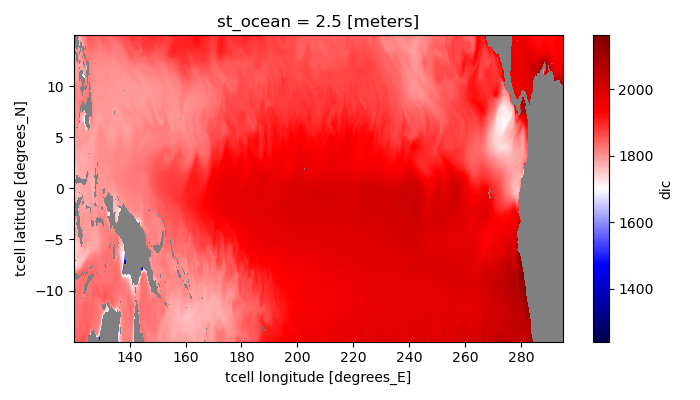 st_ocean = 2.5 [meters]
10
5
0
−5
−10
tcell latitude [degrees_N]
140 160 180 200 220 240 260 280
tcell longitude [degrees_E]
2000
1800
1600
1400
dic